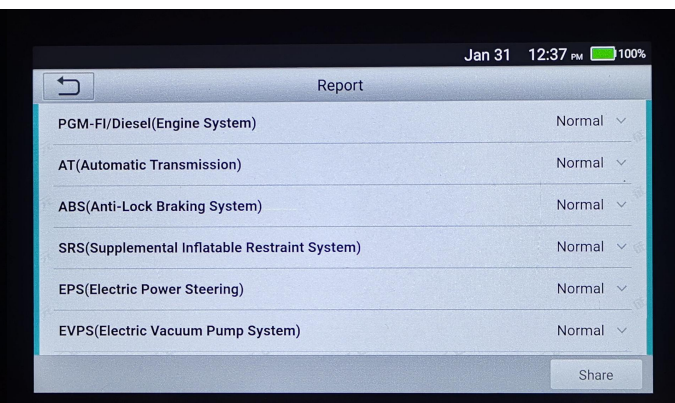 Jan 31 12:37 PM 100%
Report
PGM-FI/Diesel(Engine System) Normal
AT(Automatic Transmission) Normal
ABS(Anti-Lock Braking System) Normal
SRS(Supplemental Inflatable Restraint System) Normal
EPS(Electric Power Steering) Normal
EVPS(Electric Vacuum Pump System) Normal
Share